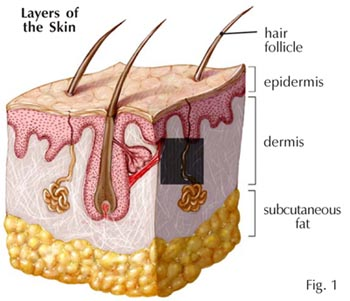 Layers of
the Skin
hair
follicle
epidermis
dermis
subcutaneous
fat
Fig. 1